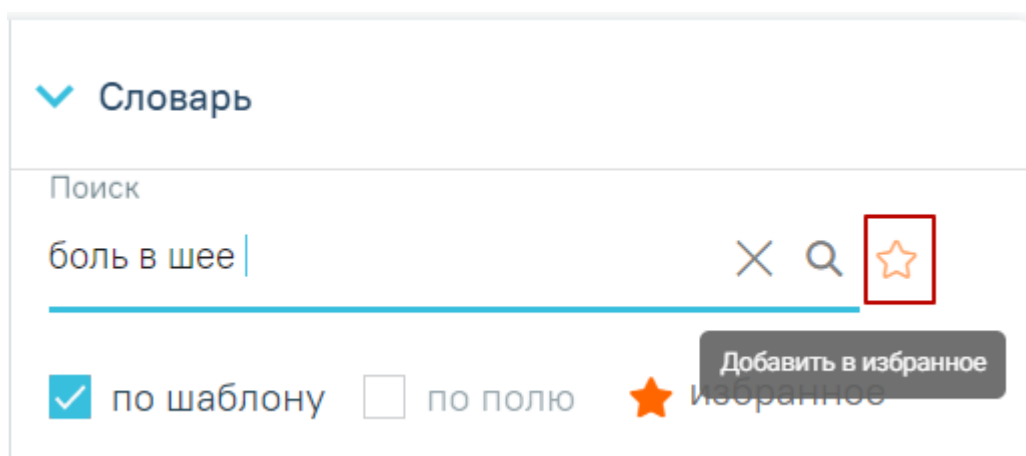 Словарь
Поиск
боль в шее
Добавить в избранное
по шаблону по полю избранное